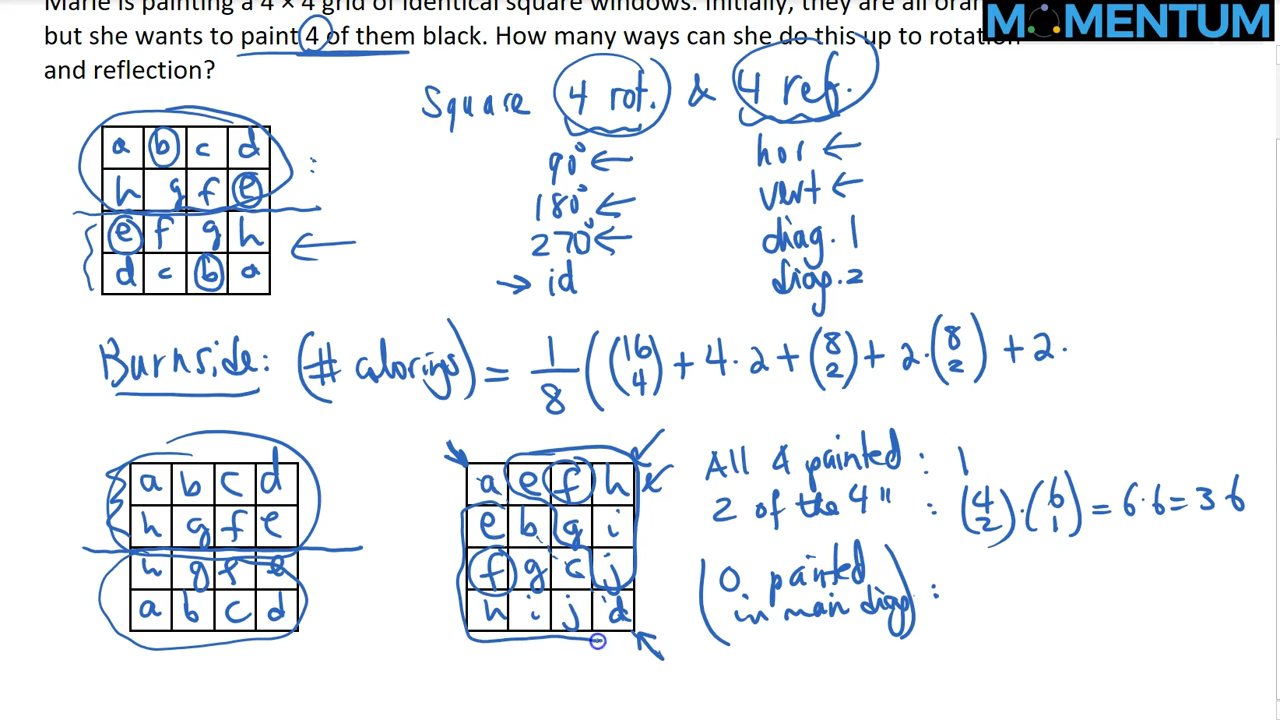 Marie is painting a 4 × 4 grid of identical square windows. Initially, they are all oran
but she wants to paint 4 of them black. How many ways can she do this up to rotation
and reflection?
MOMENTUM
Square 4 rot. & 4 ref.
90° ← hor ←
180° ← vert ←
270° ← diag. 1
→ id diag. 2
a b c d
h g f e
e f g h
d c b a
Burnside: (# colorings) = 1/8 ( (16 4) + 4·2 + (8 2) + 2·(8 2) + 2·
a b c d
h g f e
h g f e
a b c d
a e f h
e b g i
f g c j
h i j d
All 4 painted : 1
2 of the 4 " : (4 2)·(6 1) = 6·6 = 36
(0 painted in main diag) :